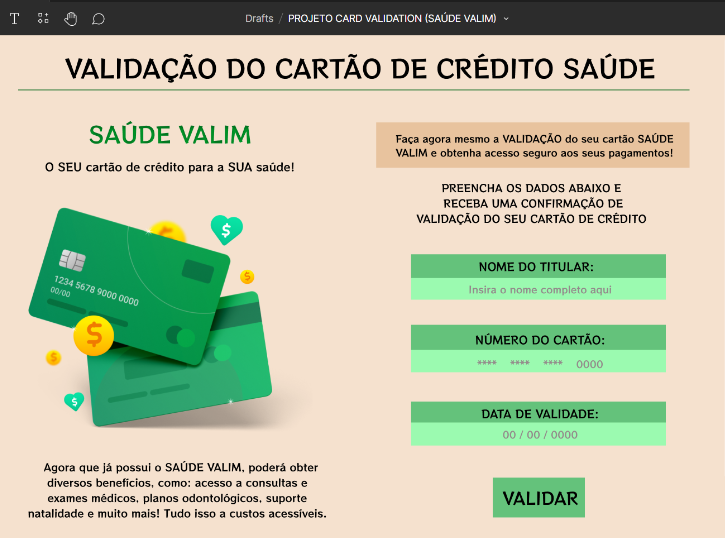 Drafts / PROJETO CARD VALIDATION (SAÚDE VALIM)
VALIDAÇÃO DO CARTÃO DE CRÉDITO SAÚDE
SAÚDE VALIM
O SEU cartão de crédito para a SUA saúde!
1234 5678 9000 0000
00/00
Agora que já possui o SAÚDE VALIM, poderá obter
diversos benefícios, como: acesso a consultas e
exames médicos, planos odontológicos, suporte
natalidade e muito mais! Tudo isso a custos acessíveis.
Faça agora mesmo a VALIDAÇÃO do seu cartão SAÚDE
VALIM e obtenha acesso seguro aos seus pagamentos!
PREENCHA OS DADOS ABAIXO E
RECEBA UMA CONFIRMAÇÃO DE
VALIDAÇÃO DO SEU CARTÃO DE CRÉDITO
NOME DO TITULAR:
Insira o nome completo aqui
NÚMERO DO CARTÃO:
**** **** **** 0000
DATA DE VALIDADE:
00 / 00 / 0000
VALIDAR